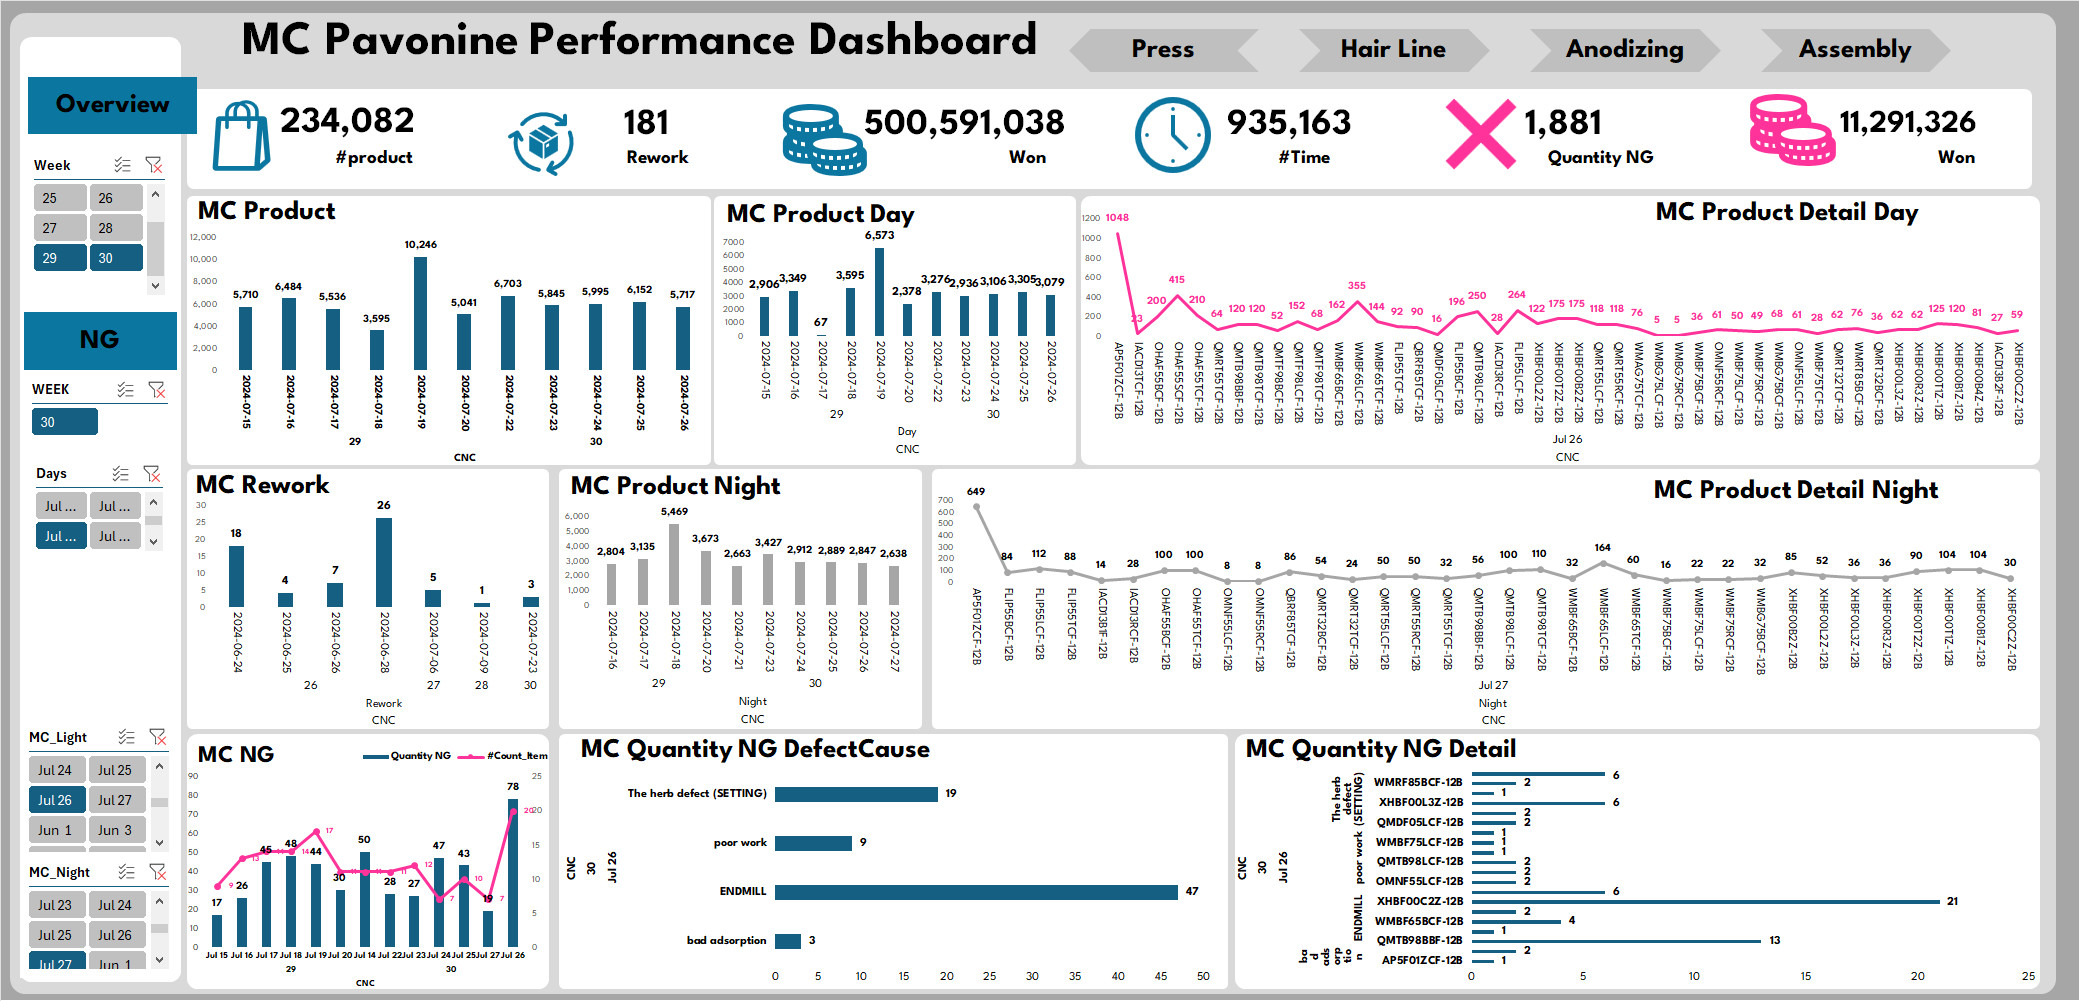 MC Pavonine Performance Dashboard
Press
Hair Line
Anodizing
Assembly
Overview
234,082
#product
181
Rework
500,591,038
Won
935,163
#Time
1,881
Quantity NG
11,291,326
Won
Week
25 26
27 28
29 30
NG
WEEK
30
Days
Jul ... Jul ...
Jul ... Jul ...
MC_Light
Jul 24 Jul 25
Jul 26 Jul 27
Jun 1 Jun 3
MC_Night
Jul 23 Jul 24
Jul 25 Jul 26
Jul 27 Jun 1
MC Product
12,000
10,000
8,000
6,000
4,000
2,000
0
5,710 6,484 5,536 3,595 10,246 5,041 6,703 5,845 5,995 6,152 5,717
2024-07-15 2024-07-16 2024-07-17 2024-07-18 2024-07-19 2024-07-20 2024-07-22 2024-07-23 2024-07-24 2024-07-25 2024-07-26
29 30
CNC
MC Product Day
7000
6000
5000
4000
3000
2000
1000
0
2,906 3,349 67 3,595 6,573 2,378 3,276 2,936 3,106 3,305 3,079
2024-07-15 2024-07-16 2024-07-17 2024-07-18 2024-07-19 2024-07-20 2024-07-22 2024-07-23 2024-07-24 2024-07-25 2024-07-26
29 30
Day
CNC
MC Product Detail Day
1200
1000
800
600
400
200
0
1048 23 200 415 210 64 120 120 52 152 68 162 355 144 92 90 16 196 250 28 264 122 175 175 118 118 76 5 5 36 61 50 49 68 61 28 62 76 36 62 62 125 120 81 27 59
AP5F01ZCF-12B IACD13TCF-12B OHAF55BCF-12B OHAF55SCF-12B OHAF55TCF-12B QMRT55TCF-12B QMTB98BBF-12B QMTB98TCF-12B QMTF98BCF-12B QMTF98LCF-12B QMTF98TCF-12B WMBF65BCF-12B WMBF65LCF-12B WMBF65TCF-12B FLIP55TCF-12B QBRF85TCF-12B QMDF05LCF-12B FLIP55BCF-12B QMTB98LCF-12B IACD13RCF-12B FLIP55LCF-12B XHBF00L2Z-12B XHBF00T2Z-12B XHBF00B2Z-12B QMRT55LCF-12B QMRT55RCF-12B WMAG75TCF-12B WMBG75LCF-12B WMBG75RCF-12B WMBF75BCF-12B OMNF55RCF-12B WMBF75LCF-12B WMBF75RCF-12B WMBG75BCF-12B OMNF55LCF-12B WMBF75TCF-12B QMRT32TCF-12B WMRT85BCF-12B QMRT32BCF-12B XHBF00L3Z-12B XHBF00R3Z-12B XHBF00T1Z-12B XHBF00B1Z-12B XHBF00B4Z-12B IACD13B2F-12B XHBF00C2Z-12B
Jul 26
CNC
MC Rework
30
25
20
15
10
5
0
18 4 7 26 5 1 3
2024-06-24 2024-06-25 2024-06-26 2024-06-28 2024-07-06 2024-07-09 2024-07-23
26 27 28 30
Rework
CNC
MC Product Night
6,000
5,000
4,000
3,000
2,000
1,000
0
2,804 3,135 5,469 3,673 2,663 3,427 2,912 2,889 2,847 2,638
2024-07-16 2024-07-17 2024-07-18 2024-07-20 2024-07-21 2024-07-23 2024-07-24 2024-07-25 2024-07-26 2024-07-27
29 30
Night
CNC
MC Product Detail Night
700
600
500
400
300
200
100
0
649 84 112 88 14 28 100 100 8 8 86 54 24 50 50 32 56 100 110 32 164 60 16 22 22 32 85 52 36 36 90 104 104 30
AP5F01ZCF-12B FLIP55BCF-12B FLIP55LCF-12B FLIP55TCF-12B IACD13B1F-12B IACD13RCF-12B OHAF55BCF-12B OHAF55TCF-12B OMNF55LCF-12B OMNF55RCF-12B QBRF85TCF-12B QMRT32BCF-12B QMRT32TCF-12B QMRT55LCF-12B QMRT55RCF-12B QMRT55TCF-12B QMTB98BBF-12B QMTB98LCF-12B QMTB98TCF-12B WMBF65BCF-12B WMBF65LCF-12B WMBF65TCF-12B WMBF75BCF-12B WMBF75LCF-12B WMBF75RCF-12B WMBG75BCF-12B XHBF00B2Z-12B XHBF00L2Z-12B XHBF00L3Z-12B XHBF00R3Z-12B XHBF00T2Z-12B XHBF00T1Z-12B XHBF00B1Z-12B XHBF00C2Z-12B
Jul 27
Night
CNC
MC NG
Quantity NG #Count_Item
90
80
70
60
50
40
30
20
10
0
17 26 45 48 44 30 50 28 27 47 43 19 78
9 13 14 14 17 11 11 11 12 7 10 7 20
25
20
15
10
5
0
Jul 15 Jul 16 Jul 17 Jul 18 Jul 19 Jul 20 Jul 14 Jul 22 Jul 23 Jul 24 Jul 25 Jul 27 Jul 26
29 30
CNC
MC Quantity NG DefectCause
CNC
30
Jul 26
The herb defect (SETTING) 19
poor work 9
ENDMILL 47
bad adsorption 3
0 5 10 15 20 25 30 35 40 45 50
MC Quantity NG Detail
CNC
30
Jul 26
The herb defect (SETTING)
poor work
ENDMILL
bad adsorption
6
WMRF85BCF-12B 2
1
XHBF00L3Z-12B 6
2
QMDF05LCF-12B 2
1
WMBF75LCF-12B 1
1
QMTB98LCF-12B 2
2
OMNF55LCF-12B 2
6
XHBF00C2Z-12B 21
2
WMBF65BCF-12B 4
1
QMTB98BBF-12B 13
2
AP5F01ZCF-12B 1
0 5 10 15 20 25